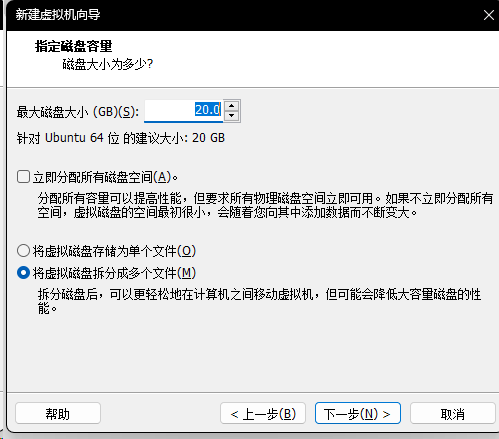 新建虚拟机向导
指定磁盘容量
磁盘大小为多少?
最大磁盘大小 (GB)(S): 20.0
针对 Ubuntu 64 位 的建议大小: 20 GB
立即分配所有磁盘空间(A)。
分配所有容量可以提高性能，但要求所有物理磁盘空间立即可用。如果不立即分配所有
空间，虚拟磁盘的空间最初很小，会随着您向其中添加数据而不断变大。
将虚拟磁盘存储为单个文件(O)
将虚拟磁盘拆分成多个文件(M)
拆分磁盘后，可以更轻松地在计算机之间移动虚拟机，但可能会降低大容量磁盘的性
能。
帮助 < 上一步(B) 下一步(N) > 取消